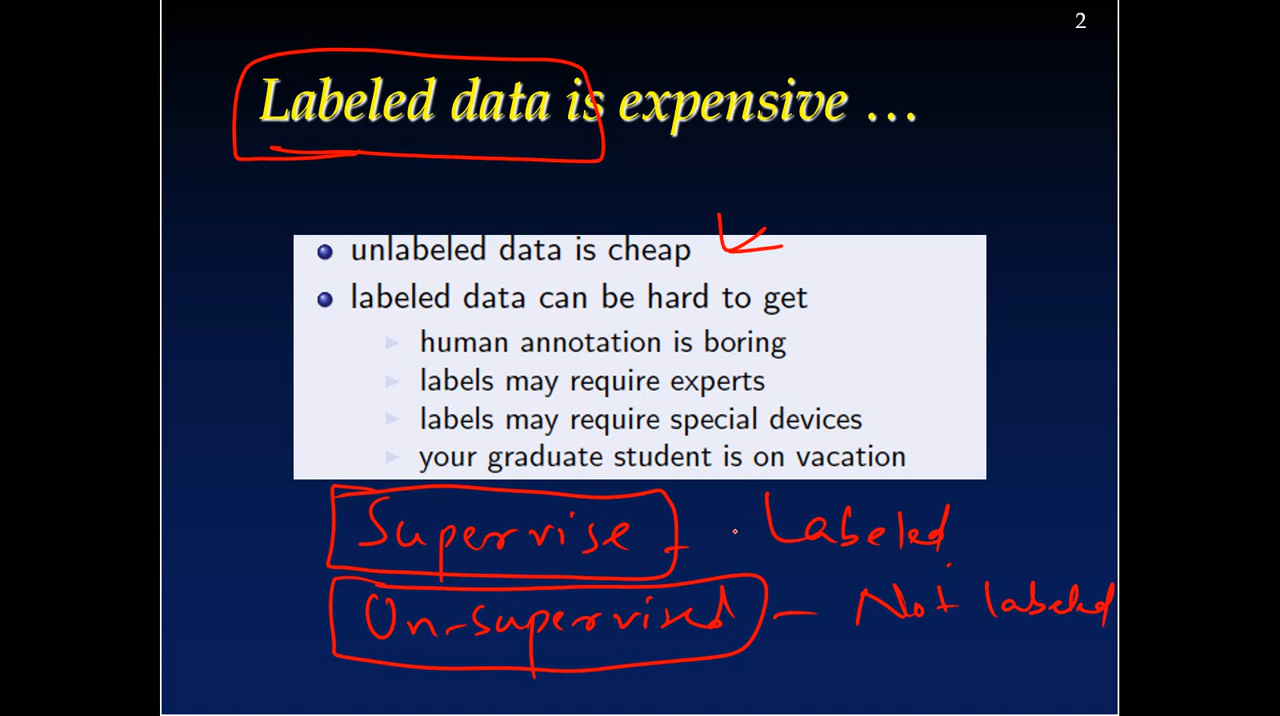 2
Labeled data is expensive …
unlabeled data is cheap
labeled data can be hard to get
human annotation is boring
labels may require experts
labels may require special devices
your graduate student is on vacation
Supervise - Labeled
Un-supervised - Not labeled